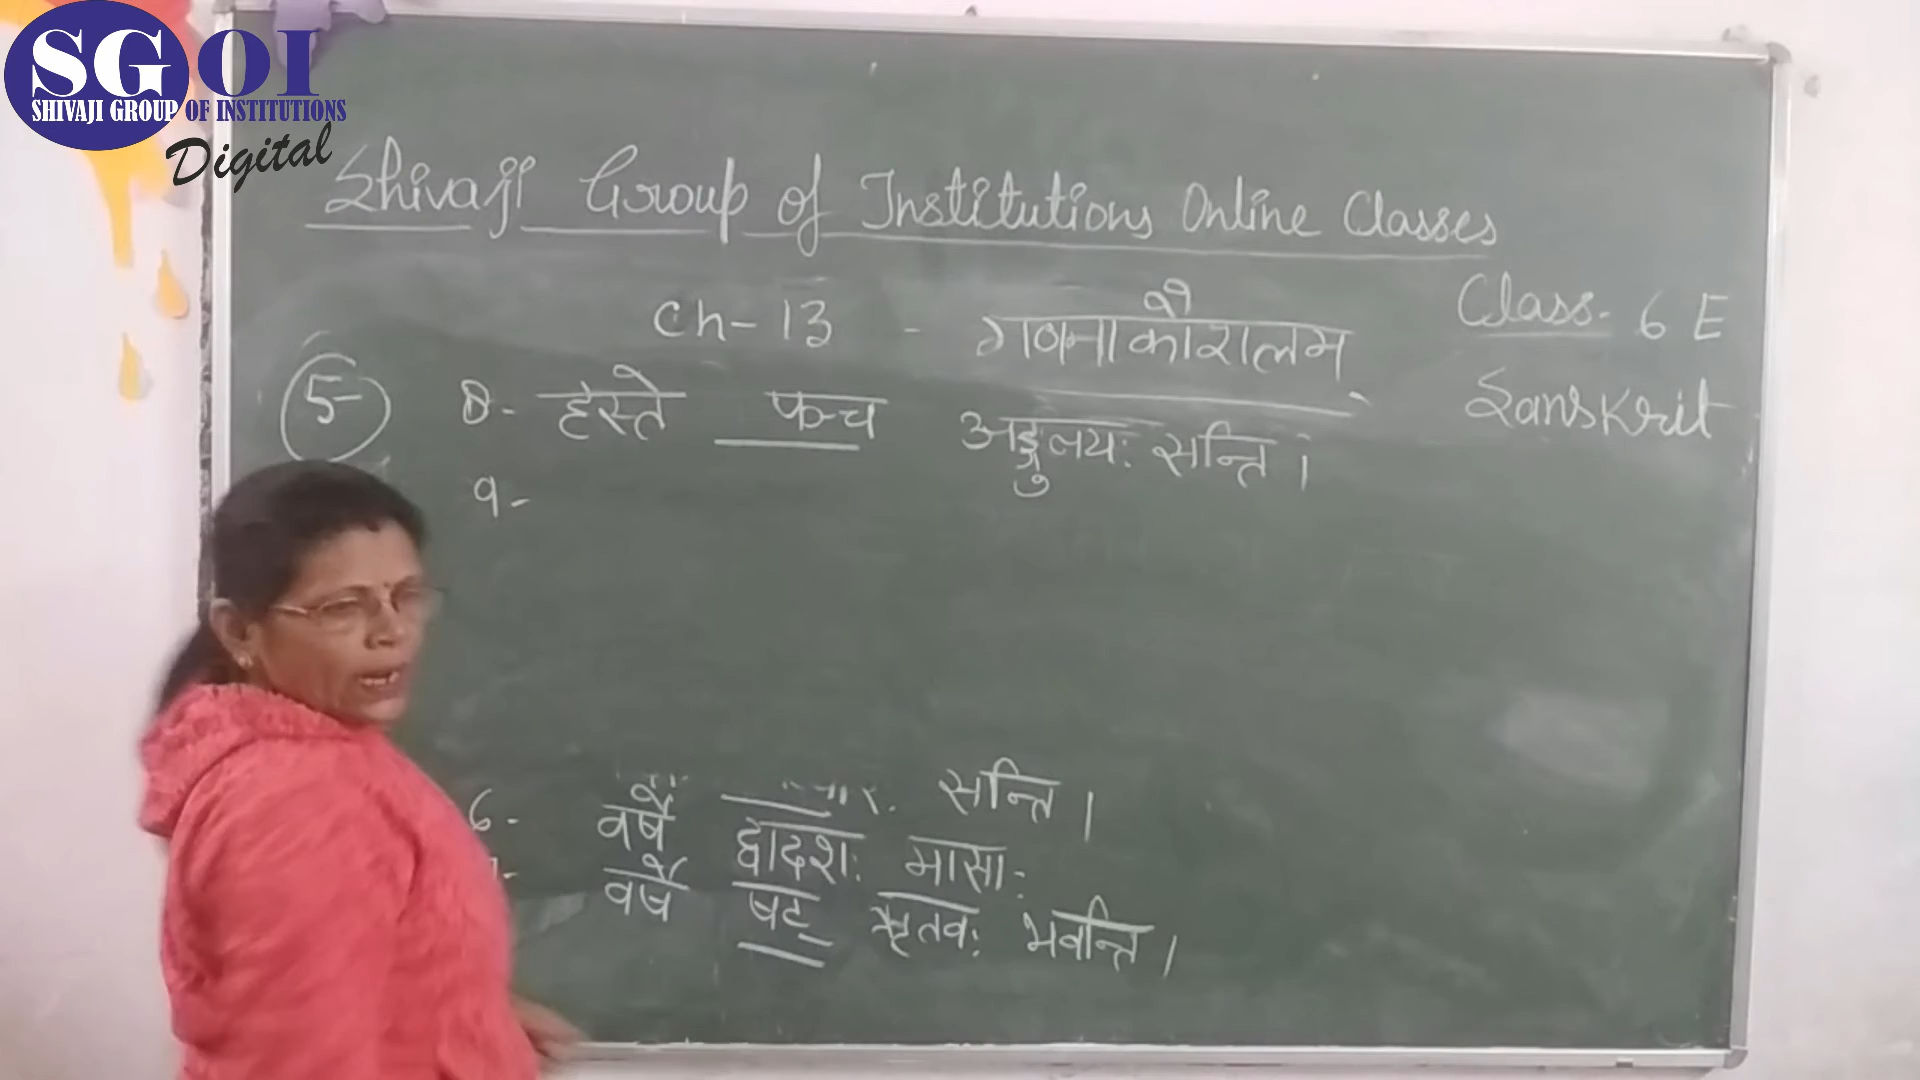 SGOI
SHIVAJI GROUP OF INSTITUTIONS
Digital
Shivaji Group of Institutions Online Classes
Ch-13 - गणनाकौशलम्
Class. 6 E
Sanskrit
5- 8- हस्ते पञ्च अङ्गुलयः सन्ति ।
9-
सन्ति ।
6- वर्षे द्वादशः मासाः
वर्षे षट् ऋतवः भवन्ति ।